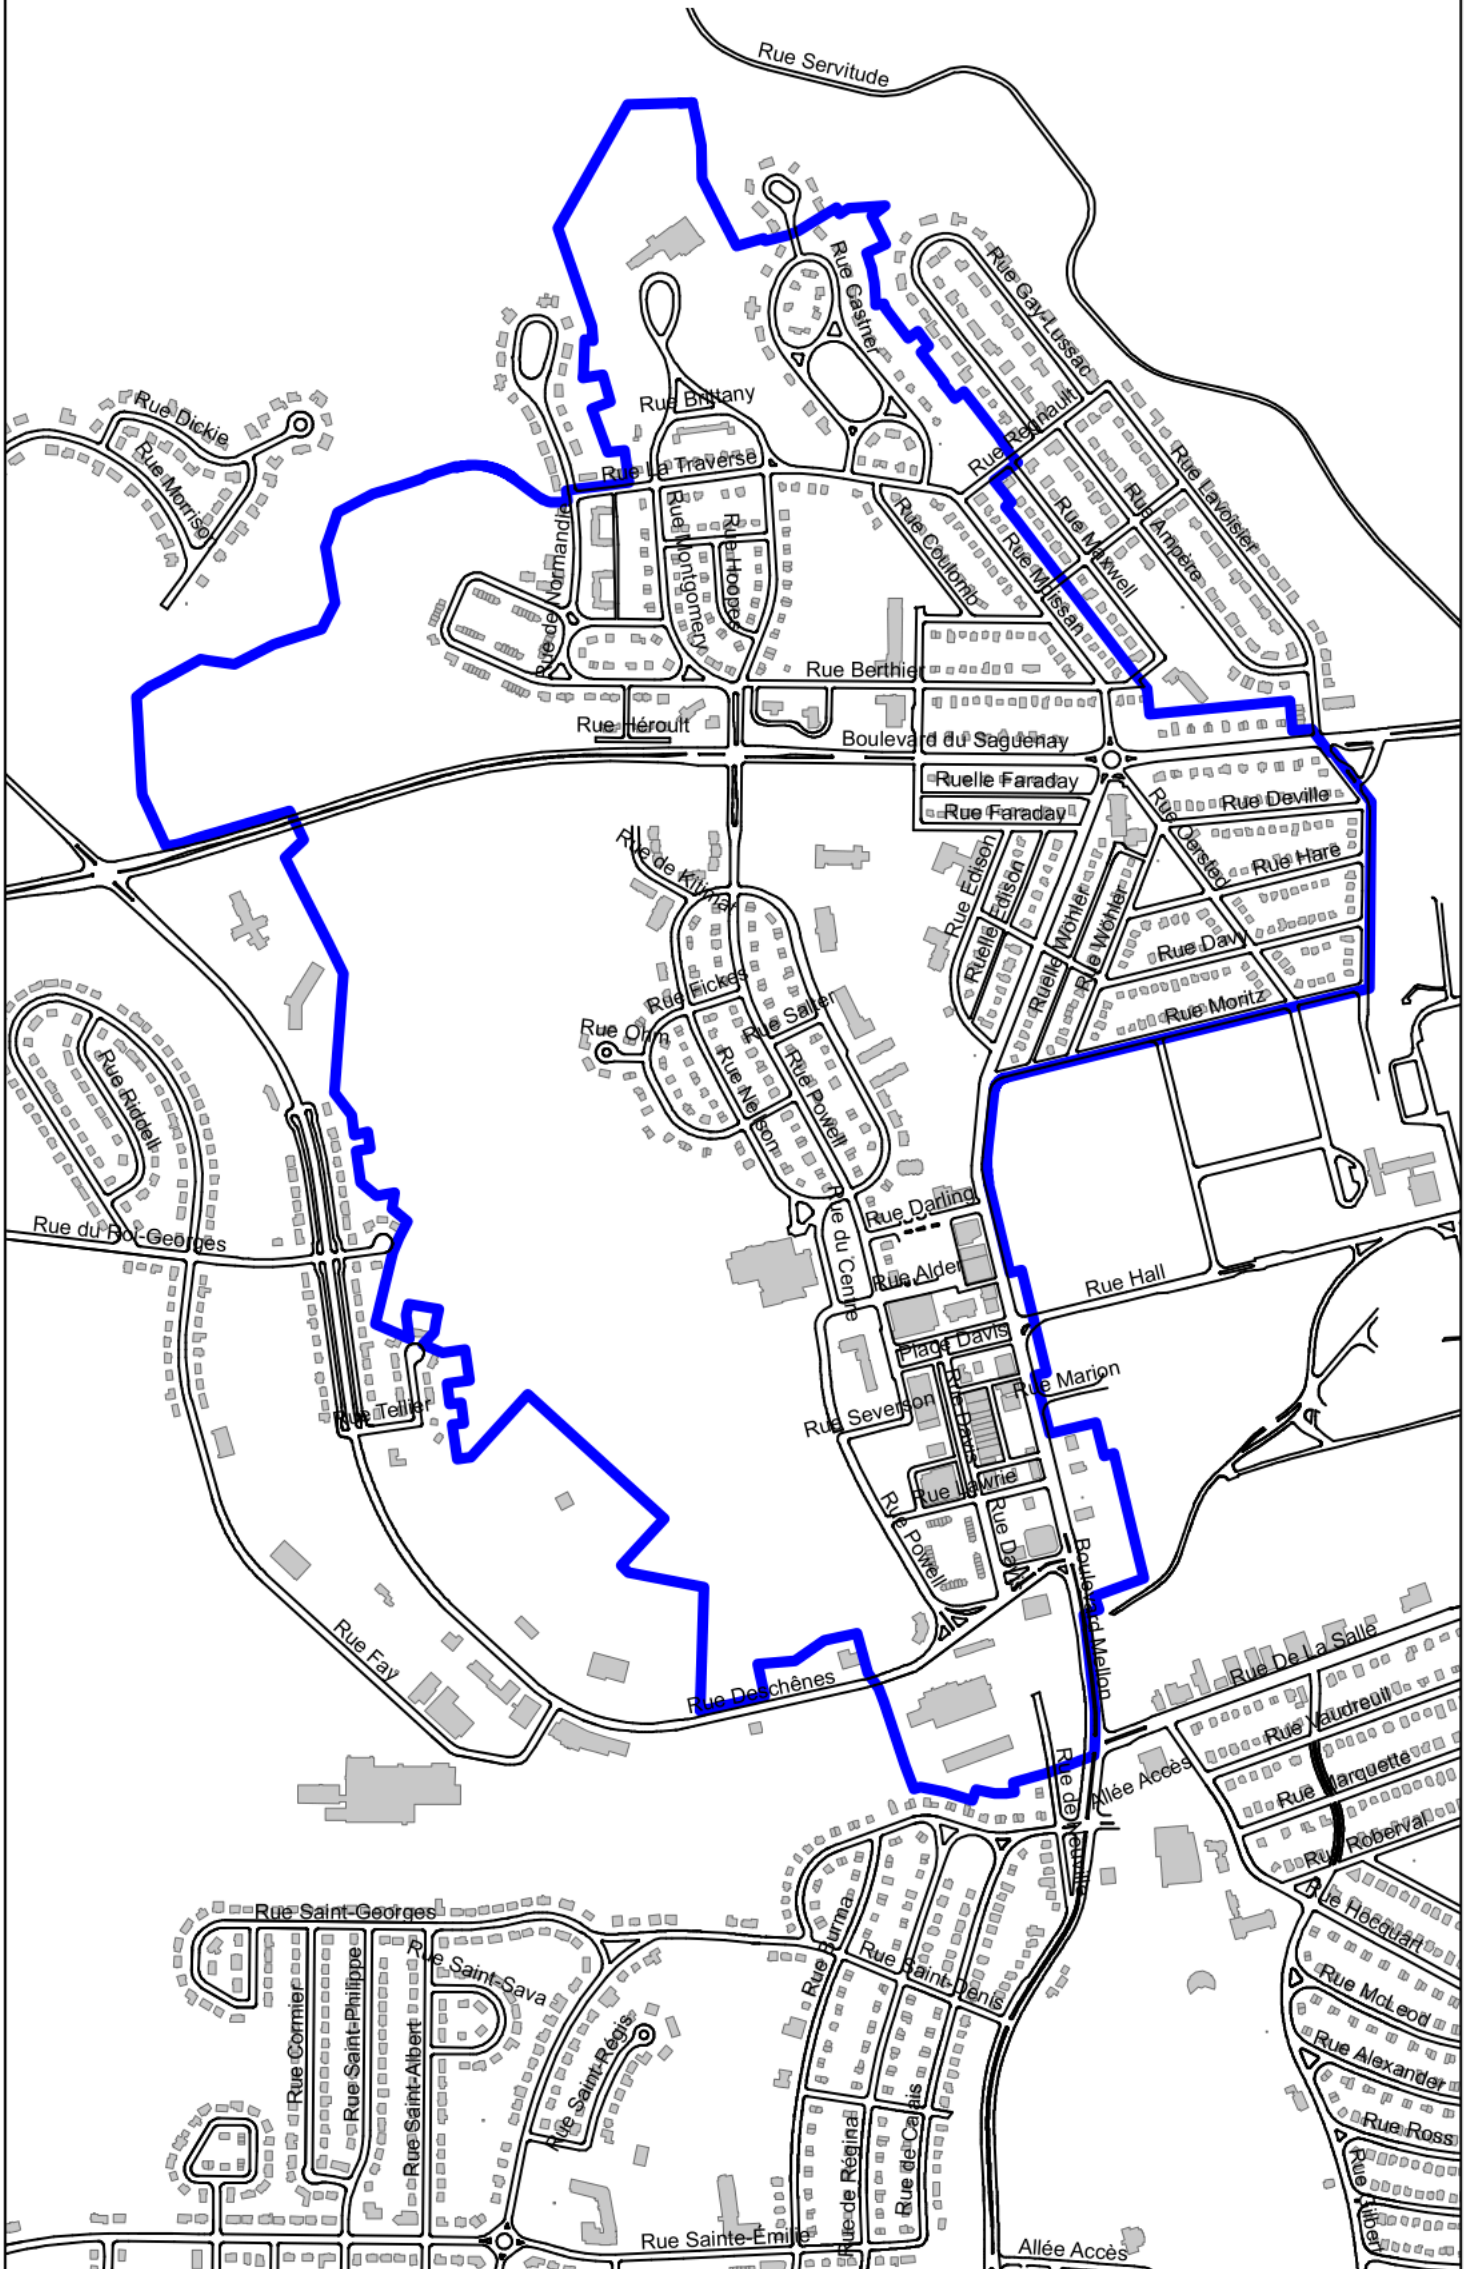 Rue Servitude
Rue Gay-Lussac
Rue Gastner
Rue Brittany
Rue Dickie
Rue Morrison
Rue Regnault
Rue La Traverse
Rue Lavoisier
Rue Ampère
Rue Maxwell
Rue Coulomb
Rue Moissan
Rue Montgomery
Rue Hoopes
Rue de Normandie
Rue Berthier
Rue Héroult
Boulevard du Saguenay
Ruelle Faraday
Rue Faraday
Rue Deville
Rue Oersted
Rue Hare
Rue de Kitimat
Rue Edison
Ruelle Edison
Ruelle Wöhler
Rue Wöhler
Rue Davy
Rue Moritz
Rue Fickes
Rue Salter
Rue Ohm
Rue Nelson
Rue Powell
Rue Riddell
Rue du Roi-Georges
Rue Darling
Rue du Centre
Rue Alder
Rue Hall
Place Davis
Rue Marion
Rue Davis
Rue Severson
Rue Tellier
Rue Lawrie
Rue Powell
Rue Davis
Boulevard Mellon
Rue Fay
Rue Deschênes
Rue De La Salle
Rue Vaudreuil
Rue Marquette
Allée Accès
Rue de Neuville
Rue Roberval
Rue Hocquart
Rue Saint-Georges
Rue Saint-Sava
Rue Burma
Rue Saint-Denis
Rue McLeod
Rue Cormier
Rue Saint-Philippe
Rue Saint-Albert
Rue Saint-Régis
Rue Alexander
Rue Ross
Rue de Régina
Rue de Calais
Rue Gilbert
Rue Sainte-Émilie
Allée Accès